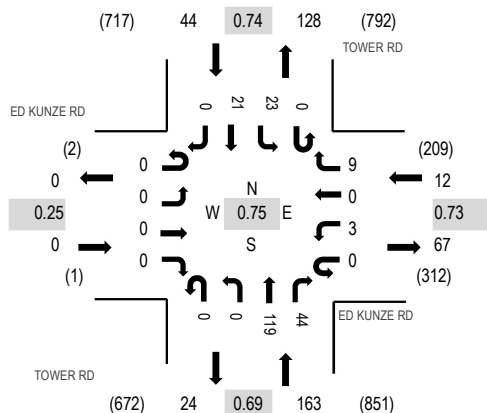 (717) 44 0.74 128 (792)
TOWER RD
ED KUNZE RD
0 21 23 0
(2) 0 9 (209)
0 0 0 12
N
0.25 W 0.75 E 0.73
0 0 3 67
S
(1) 0 0 (312)
0 0 119 44
ED KUNZE RD
TOWER RD
(672) 24 0.69 163 (851)